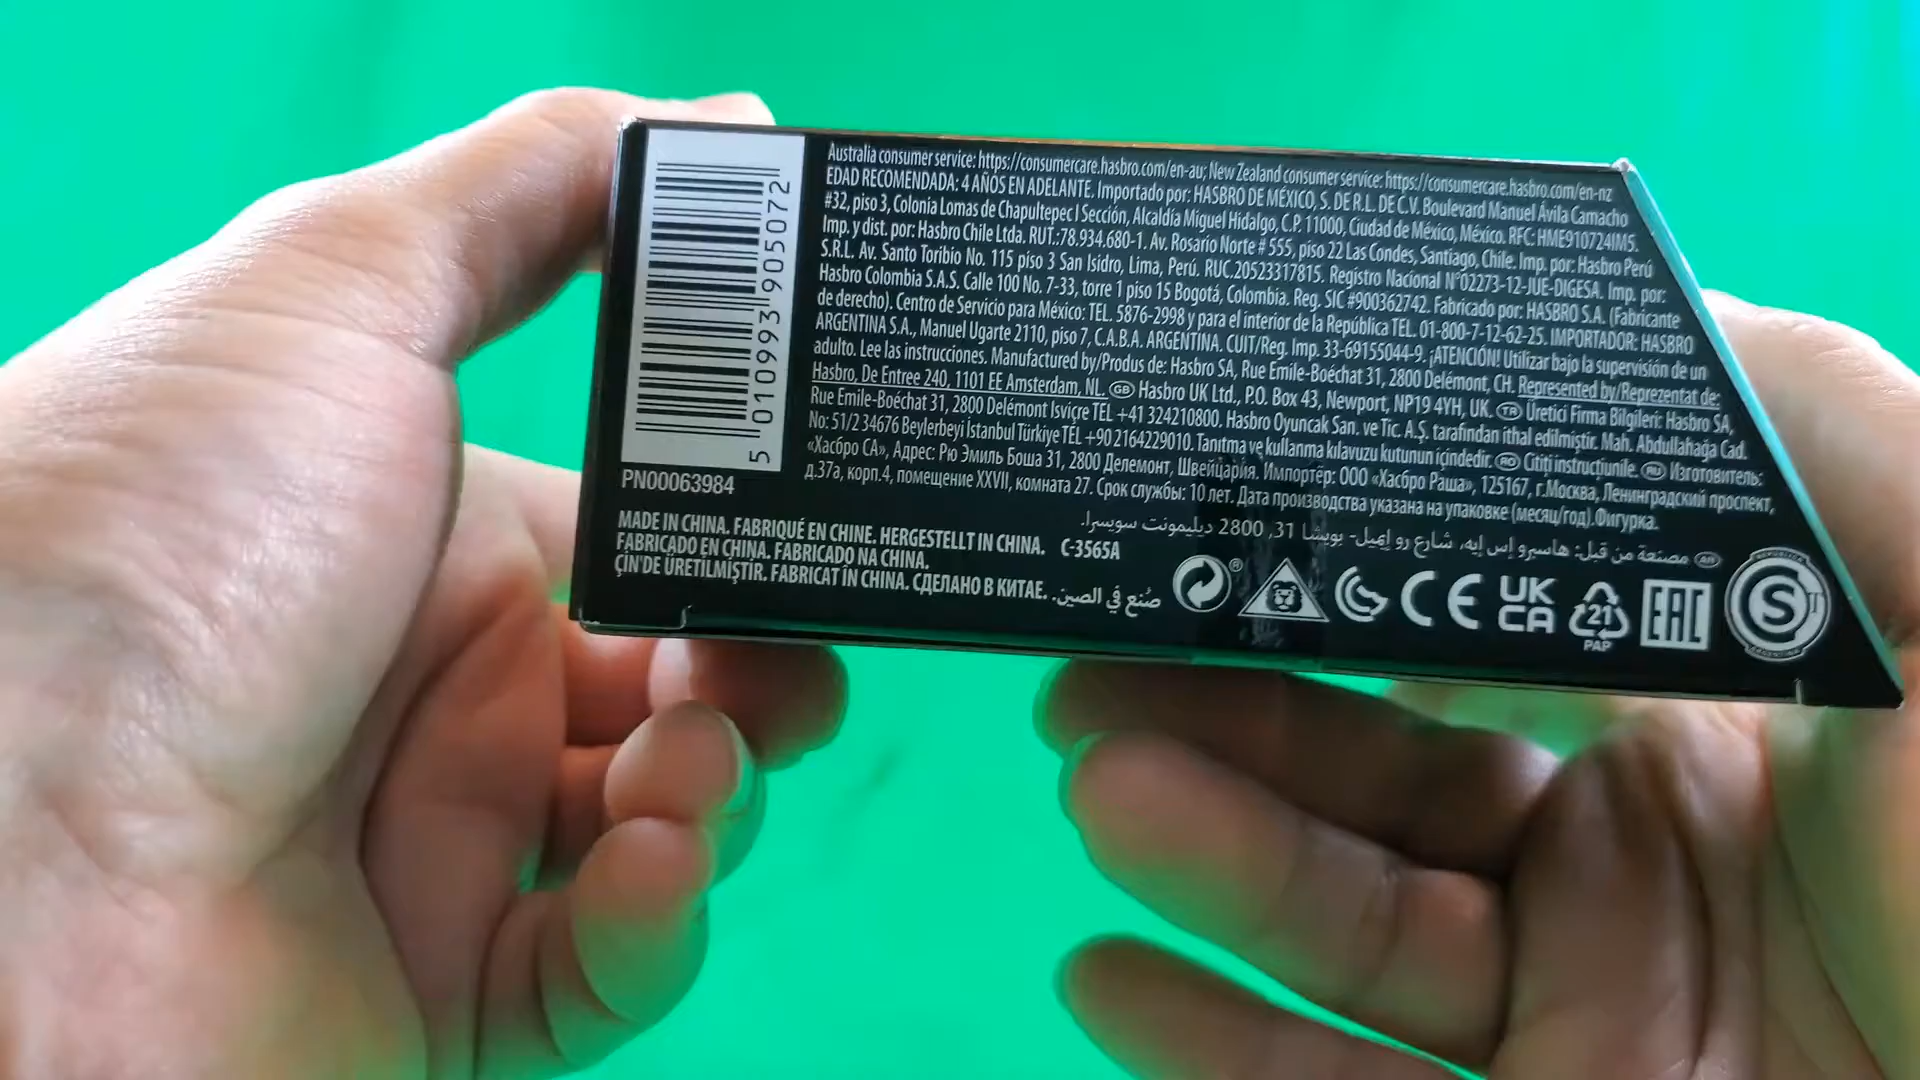 5 010993 905072
PN00063984
Australia consumer service: https://consumercare.hasbro.com/en-au; New Zealand consumer service: https://consumercare.hasbro.com/en-nz
EDAD RECOMENDADA: 4 AÑOS EN ADELANTE. Importado por: HASBRO DE MÉXICO, S. DE R.L. DE C.V. Boulevard Manuel Ávila Camacho
#32, piso 3, Colonia Lomas de Chapultepec I Sección, Alcaldía Miguel Hidalgo, C.P. 11000, Ciudad de México, México. RFC: HME910724IM5.
Imp. y dist. por: Hasbro Chile Ltda. RUT.:78.934.680-1. Av. Rosario Norte # 555, piso 22 Las Condes, Santiago, Chile. Imp. por: Hasbro Perú
S.R.L. Av. Santo Toribio No. 115 piso 3 San Isidro, Lima, Perú. RUC.20523317815. Registro Nacional N°02273-12-JUE-DIGESA. Imp. por:
Hasbro Colombia S.A.S. Calle 100 No. 7-33, torre 1 piso 15 Bogotá, Colombia. Reg. SIC #900362742. Fabricado por: HASBRO S.A. (Fabricante
de derecho). Centro de Servicio para México: TEL. 5876-2998 y para el interior de la República TEL. 01-800-7-12-62-25. IMPORTADOR: HASBRO
ARGENTINA S.A., Manuel Ugarte 2110, piso 7, C.A.B.A. ARGENTINA. CUIT/Reg. Imp. 33-69155044-9. ¡ATENCIÓN! Utilizar bajo la supervisión de un
adulto. Lee las instrucciones. Manufactured by/Produs de: Hasbro SA, Rue Emile-Boéchat 31, 2800 Delémont, CH. Represented by/Reprezentat de:
Hasbro, De Entree 240, 1101 EE Amsterdam, NL. GB Hasbro UK Ltd., P.O. Box 43, Newport, NP19 4YH, UK. TR Üretici Firma Bilgileri: Hasbro SA,
Rue Emile-Boéchat 31, 2800 Delémont Isviçre TEL +41 324210800. Hasbro Oyuncak San. ve Tic. A.Ş. tarafından ithal edilmiştir. Mah. Abdullahağa Cad.
No: 51/2 34676 Beylerbeyi İstanbul Türkiye TEL +90 2164229010. Tanıtma ve kullanma kılavuzu kutunun içindedir. RO Citiți instrucțiunile. RU Изготовитель:
«Хасбро СА», Адрес: Рю Эмиль Боша 31, 2800 Делемонт, Швейцария. Импортёр: ООО «Хасбро Раша», 125167, г.Москва, Ленинградский проспект,
д.37а, корп.4, помещение XXVII, комната 27. Срок службы: 10 лет. Дата производства указана на упаковке (месяц/год).Фигурка.
AR مصنعة من قبل: هاسبرو إس إيه, شارع رو إيميل- بويشا 31, 2800 ديليمونت سويسرا.
MADE IN CHINA. FABRIQUÉ EN CHINE. HERGESTELLT IN CHINA. C-3565A
FABRICADO EN CHINA. FABRICADO NA CHINA.
ÇİN'DE ÜRETİLMİŞTİR. FABRICAT ÎN CHINA. СДЕЛАНО В КИТАЕ. صُنع في الصين.
® CE UK CA 21 PAP EAC S